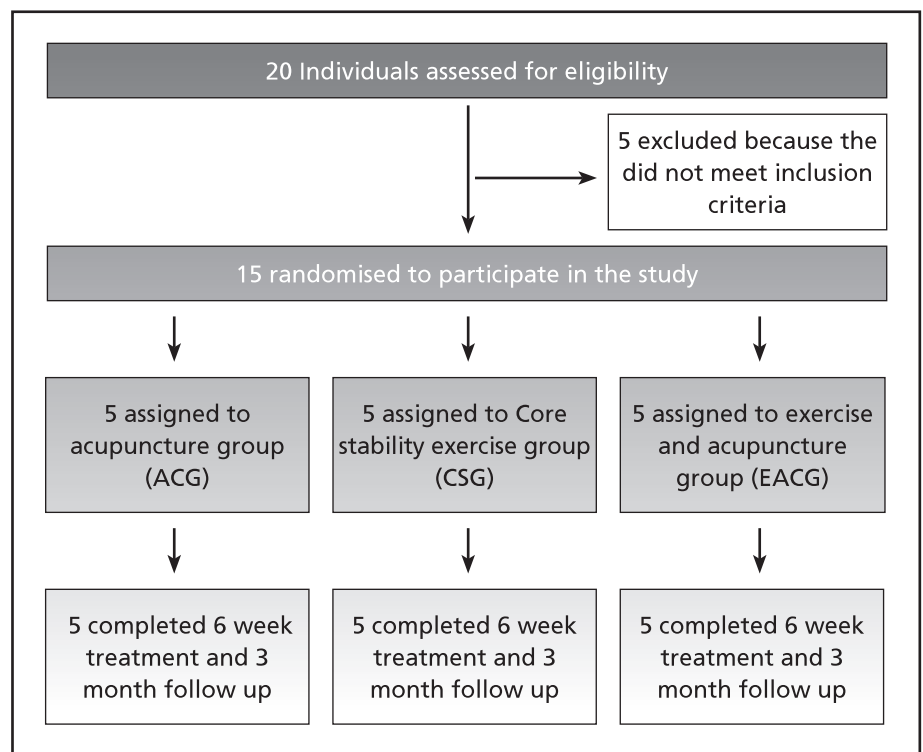 20 Individuals assessed for eligibility
5 excluded because the
did not meet inclusion
criteria
15 randomised to participate in the study
5 assigned to
acupuncture group
(ACG)
5 assigned to Core
stability exercise group
(CSG)
5 assigned to exercise
and acupuncture
group (EACG)
5 completed 6 week
treatment and 3
month follow up
5 completed 6 week
treatment and 3
month follow up
5 completed 6 week
treatment and 3
month follow up